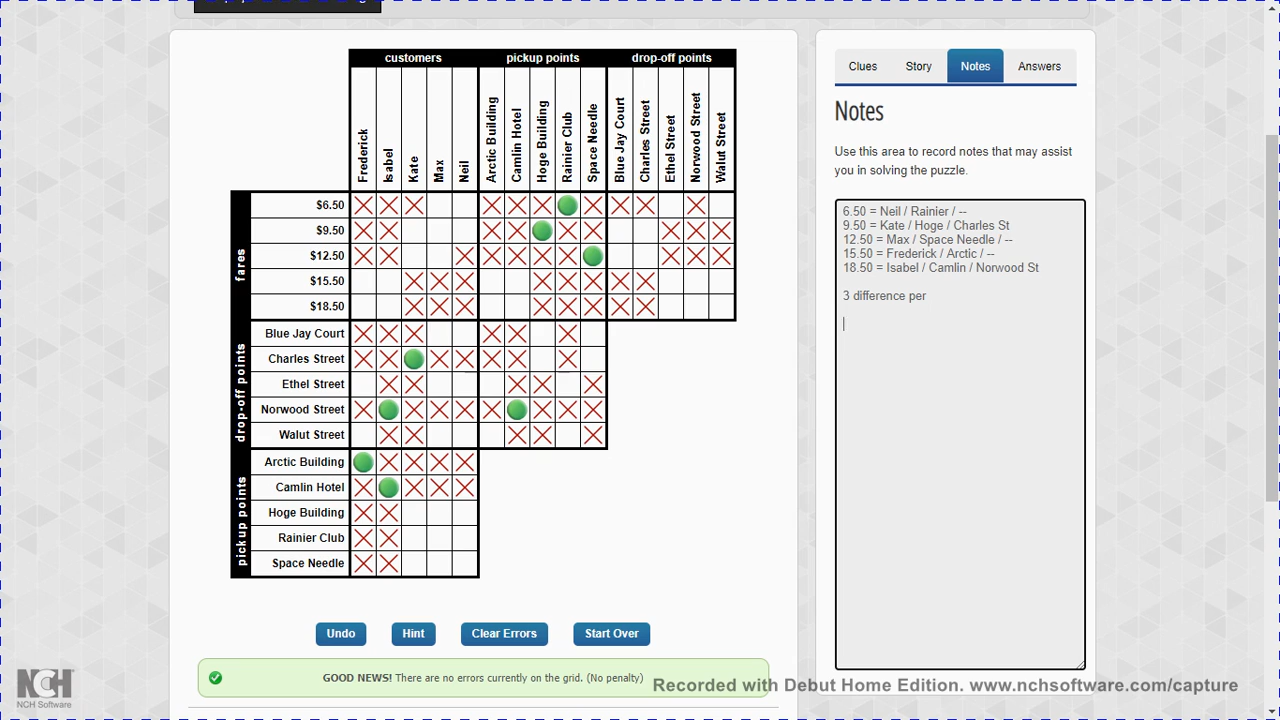 customers pickup points drop-off points
Frederick
Isabel
Kate
Max
Neil
Arctic Building
Camlin Hotel
Hoge Building
Rainier Club
Space Needle
Blue Jay Court
Charles Street
Ethel Street
Norwood Street
Walut Street
fares
$6.50
$9.50
$12.50
$15.50
$18.50
drop-off points
Blue Jay Court
Charles Street
Ethel Street
Norwood Street
Walut Street
pickup points
Arctic Building
Camlin Hotel
Hoge Building
Rainier Club
Space Needle
Undo Hint Clear Errors Start Over
GOOD NEWS! There are no errors currently on the grid. (No penalty)
Clues Story Notes Answers
Notes
Use this area to record notes that may assist
you in solving the puzzle.
6.50 = Neil / Rainier / --
9.50 = Kate / Hoge / Charles St
12.50 = Max / Space Needle / --
15.50 = Frederick / Arctic / --
18.50 = Isabel / Camlin / Norwood St
3 difference per
NCH
NCH Software
Recorded with Debut Home Edition. www.nchsoftware.com/capture